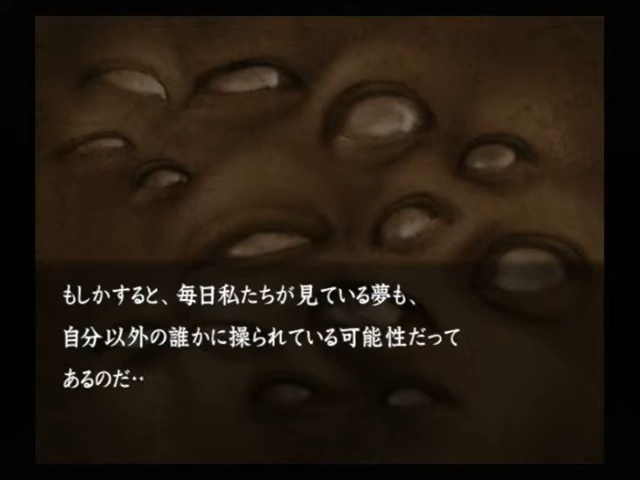 もしかすると、毎日私たちが見ている夢も、
自分以外の誰かに操られている可能性だって
あるのだ‥